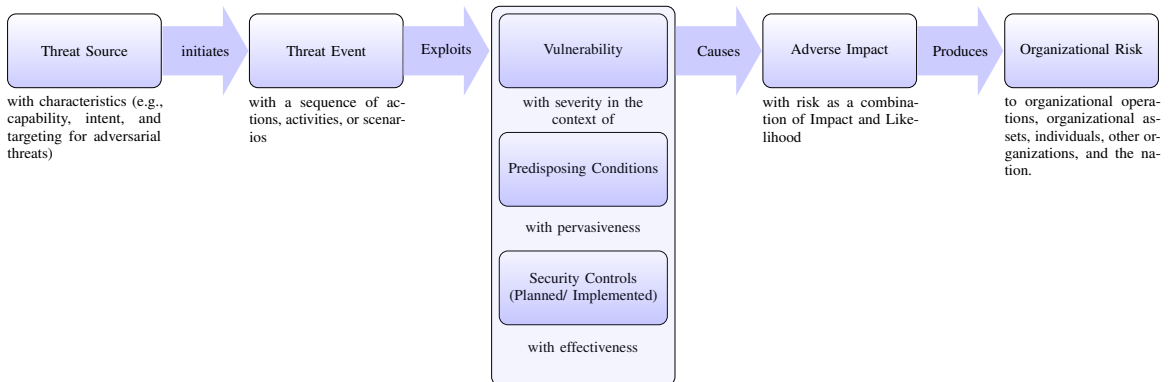 Threat Source
initiates
Threat Event
Exploits
Vulnerability
Causes
Adverse Impact
Produces
Organizational Risk
with characteristics (e.g.,
capability, intent, and
targeting for adversarial
threats)
with a sequence of ac-
tions, activities, or scenar-
ios
with severity in the
context of
Predisposing Conditions
with pervasiveness
Security Controls
(Planned/ Implemented)
with effectiveness
with risk as a combina-
tion of Impact and Like-
lihood
to organizational opera-
tions, organizational as-
sets, individuals, other or-
ganizations, and the na-
tion.